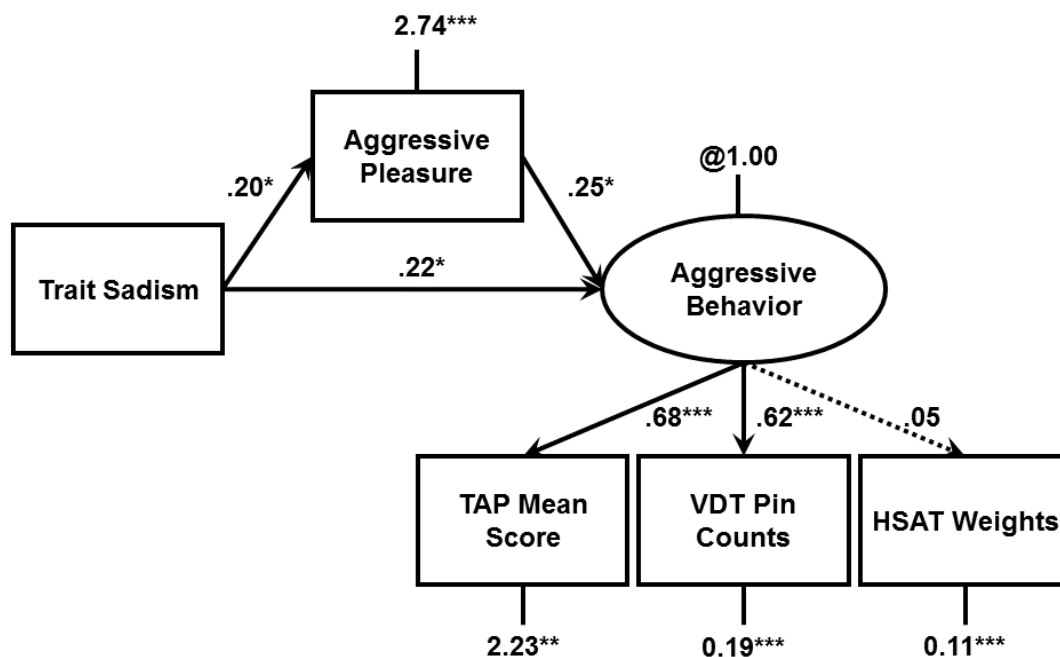 2.74***
Aggressive
Pleasure
@1.00
.20*
.25*
Trait Sadism
.22*
Aggressive
Behavior
.68***
.62***
.05
TAP Mean
Score
VDT Pin
Counts
HSAT Weights
2.23**
0.19***
0.11***